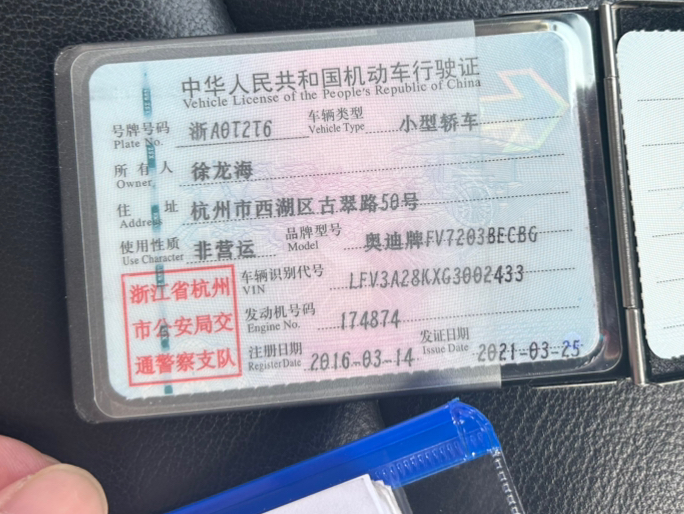 中华人民共和国机动车行驶证
Vehicle License of the People's Republic of China
号牌号码 浙A0T2T6 车辆类型 小型轿车
Plate No. Vehicle Type
所有人 徐龙海
Owner
住址 杭州市西湖区古翠路50号
Address
使用性质 非营运 品牌型号 奥迪牌FV7203BECBG
Use Character Model
浙江省杭州
市公安局交
通警察支队
车辆识别代号 LFV3A28KXG3002433
VIN
发动机号码 174874
Engine No.
注册日期 2016-03-14 发证日期 2021-03-25
Register Date Issue Date